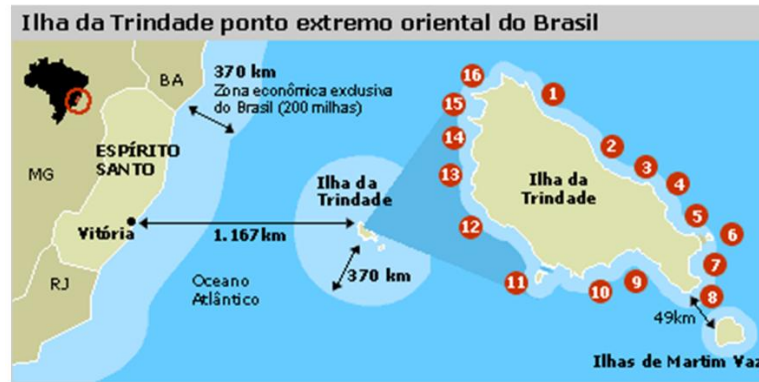 Ilha da Trindade ponto extremo oriental do Brasil
BA
370 km
Zona econômica exclusiva
do Brasil (200 milhas)
ESPÍRITO
SANTO
MG
Vitória
1.167 km
RJ
Oceano
Atlântico
Ilha da
Trindade
370 km
16
1
15
2
14
3
13
4
Ilha da
Trindade
5
12
6
7
11
10
9
8
49km
Ilhas de Martim Vaz